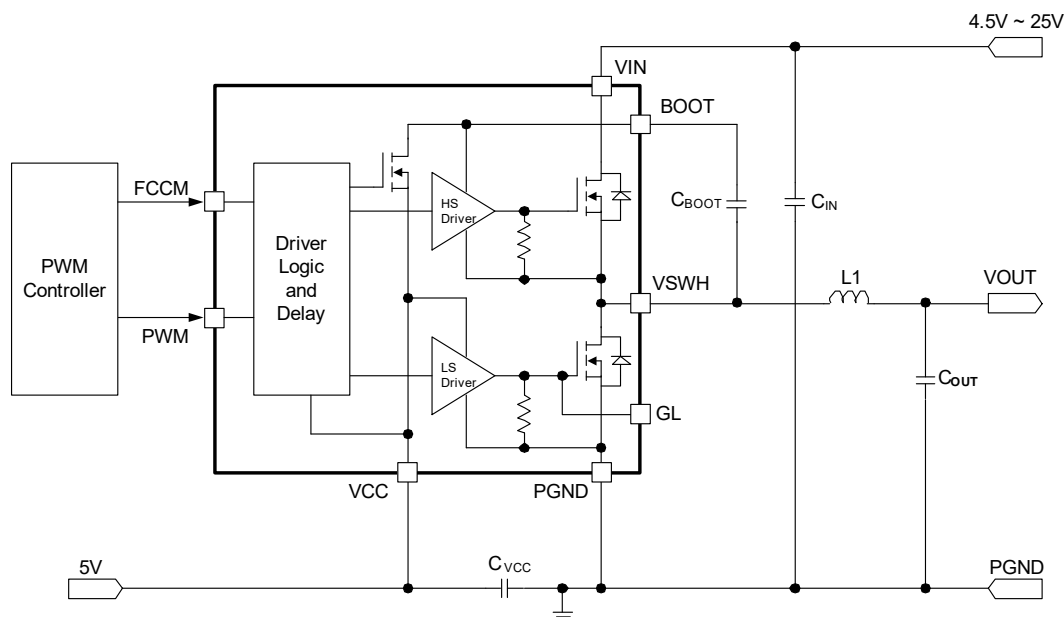 4.5V ~ 25V
VIN
BOOT
FCCM
PWM
Controller
Driver
Logic
and
Delay
HS
Driver
CBOOT
CIN
VSWH
L1
VOUT
PWM
LS
Driver
COUT
GL
VCC
PGND
5V
CVCC
PGND